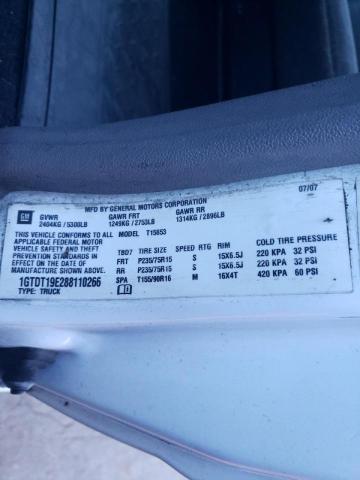 07/07
MFD BY GENERAL MOTORS CORPORATION
GM GVWR GAWR FRT GAWR RR
2404KG / 5300LB 1249KG / 2753LB 1314KG / 2896LB
THIS VEHICLE CONFORMS TO ALL MODEL T15653
APPLICABLE FEDERAL MOTOR
VEHICLE SAFETY AND THEFT
PREVENTION STANDARDS IN
EFFECT ON THE DATE OF
MANUFACTURE SHOWN ABOVE.
1GTDT19E288110266
TYPE: TRUCK
TBD7 TIRE SIZE SPEED RTG RIM COLD TIRE PRESSURE
FRT P235/75R15 S 15X6.5J 220 KPA 32 PSI
RR P235/75R15 S 15X6.5J 220 KPA 32 PSI
SPA T155/90R16 M 16X4T 420 KPA 60 PSI